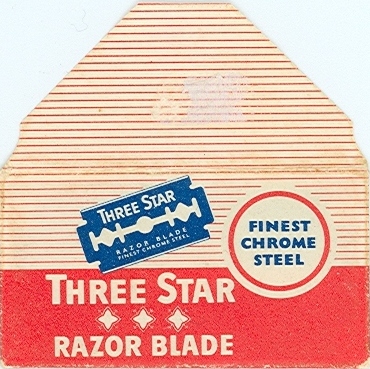 THREE STAR
RAZOR BLADE
FINEST CHROME STEEL
FINEST
CHROME
STEEL
THREE STAR
RAZOR BLADE